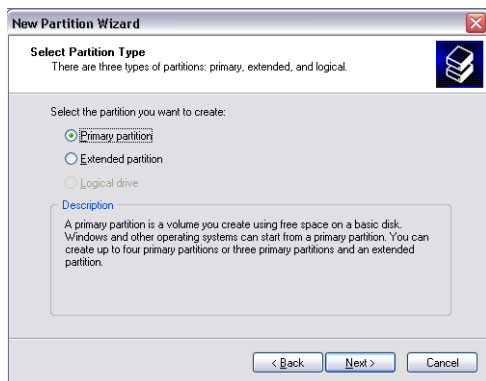 New Partition Wizard
Select Partition Type
There are three types of partitions: primary, extended, and logical.
Select the partition you want to create:
Primary partition
Extended partition
Logical drive
Description
A primary partition is a volume you create using free space on a basic disk.
Windows and other operating systems can start from a primary partition. You can
create up to four primary partitions or three primary partitions and an extended
partition.
< Back
Next >
Cancel